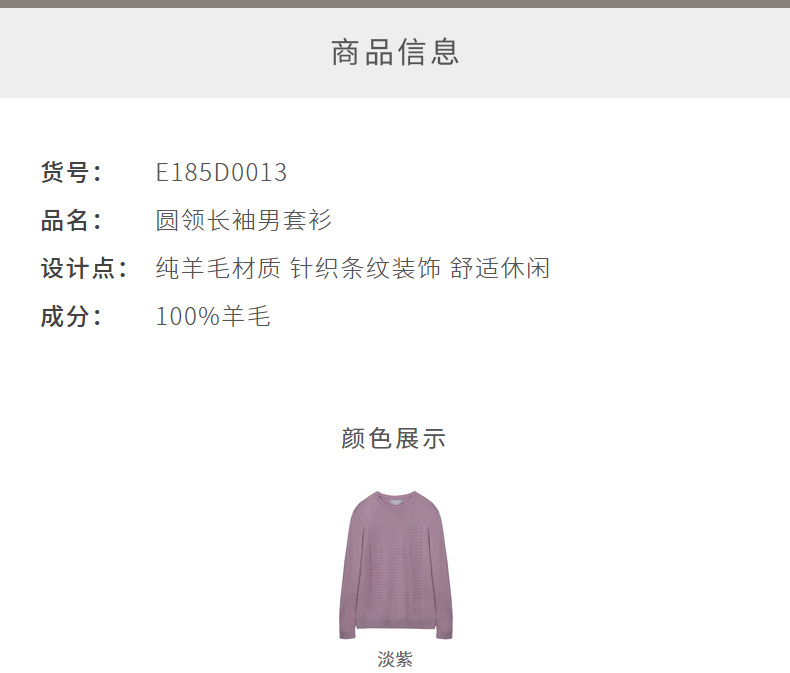 商品信息
货号： E185D0013
品名： 圆领长袖男套衫
设计点： 纯羊毛材质 针织条纹装饰 舒适休闲
成分： 100%羊毛
颜色展示
淡紫